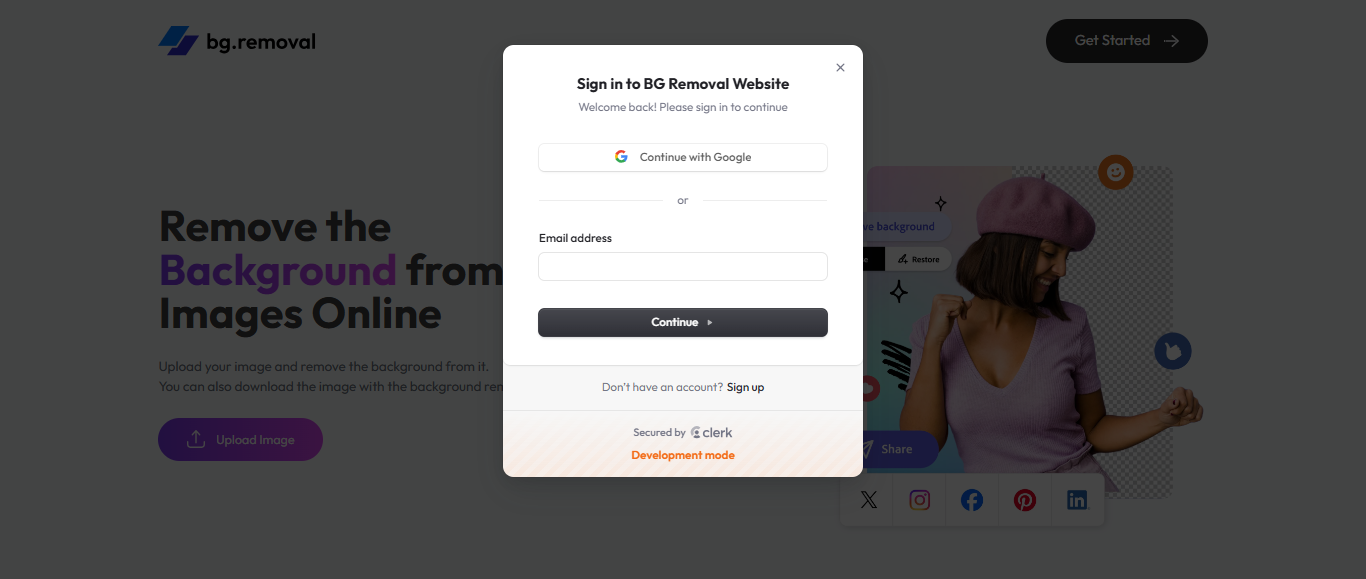 bg.removal
Get Started
Sign in to BG Removal Website
Welcome back! Please sign in to continue
Continue with Google
or
Email address
Continue
Don't have an account? Sign up
Secured by clerk
Development mode
Remove the
Background from
Images Online
Upload your image and remove the background from it.
You can also download the image with the background
Upload Image
background
Restore
Share